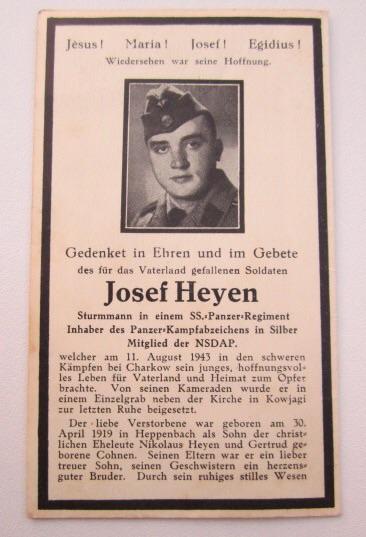 Jèsus! Maria! Josef! Egidius!
Wiedersehen war seine Hoffnung.
Gedenket in Ehren und im Gebete
des für das Vaterland gefallenen Soldaten
Josef Heyen
Sturmmann in einem SS.-Panzer-Regiment
Inhaber des Panzer-Kampfabzeichens in Silber
Mitglied der NSDAP.
welcher am 11. August 1943 in den schweren
Kämpfen bei Charkow sein junges, hoffnungsvol-
les Leben für Vaterland und Heimat zum Opfer
brachte. Von seinen Kameraden wurde er in
einem Einzelgrab neben der Kirche in Kowjagi
zur letzten Ruhe beigesetzt.
Der liebe Verstorbene war geboren am 30.
April 1919 in Heppenbach als Sohn der christ-
lichen Eheleute Nikolaus Heyen und Gertrud ge-
borene Cohnen. Seinen Eltern war er ein lieber
treuer Sohn, seinen Geschwistern ein herzens-
guter Bruder. Durch sein ruhiges stilles Wesen